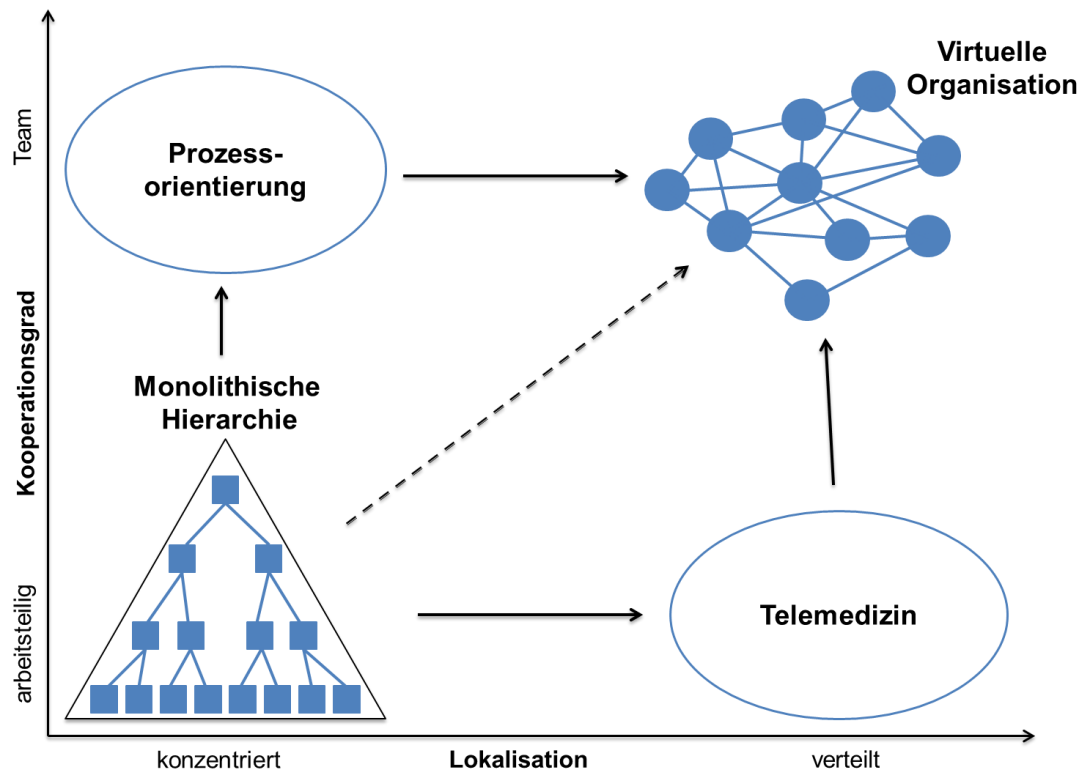 Virtuelle
Organisation
Prozess-
orientierung
Team
Kooperationsgrad
arbeitsteilig
Monolithische
Hierarchie
Telemedizin
konzentriert
Lokalisation
verteilt